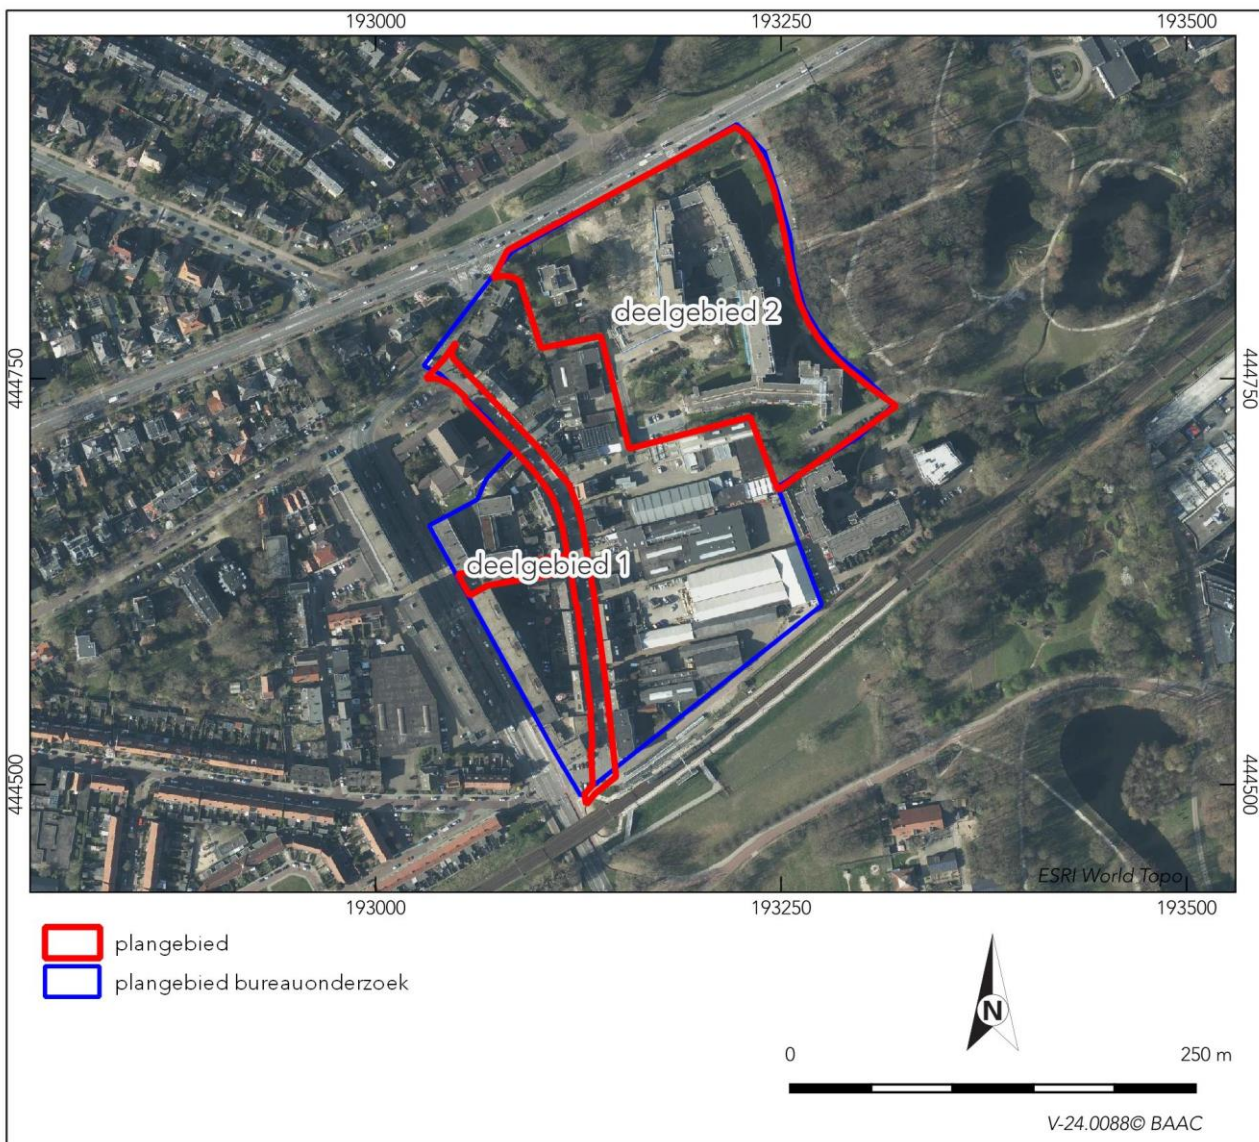 193000 193250 193500
deelgebied 2
444750 444750
deelgebied 1
444500 444500
ESRI World Topo
193000 193250 193500
plangebied
plangebied bureauonderzoek
N
0 250 m
V-24.0088© BAAC